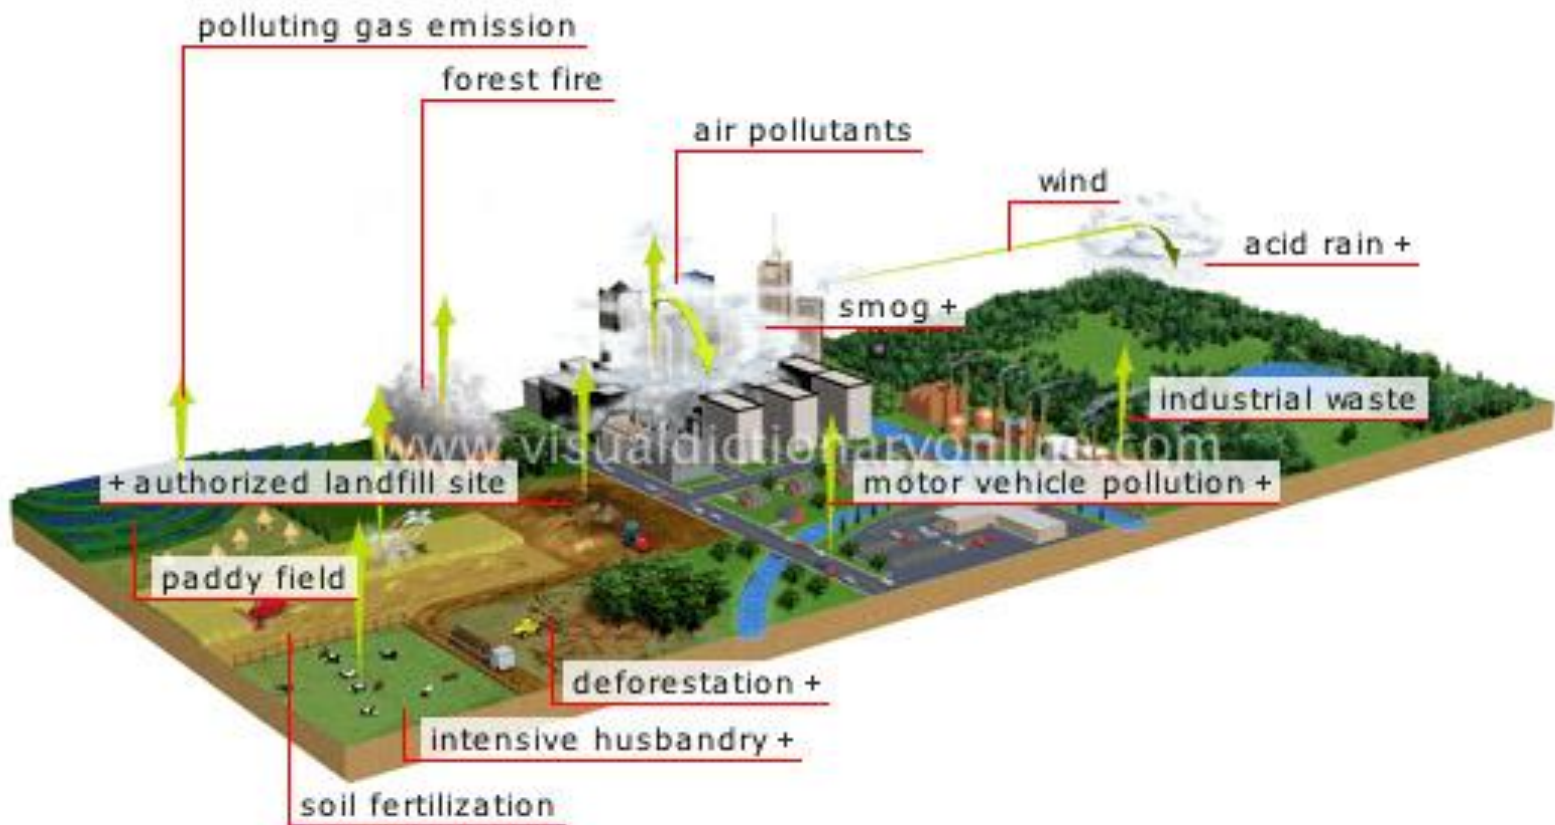 polluting gas emission
forest fire
air pollutants
wind
acid rain +
smog +
industrial waste
www.visualdictionaryonline.com
+ authorized landfill site
motor vehicle pollution +
paddy field
deforestation +
intensive husbandry +
soil fertilization